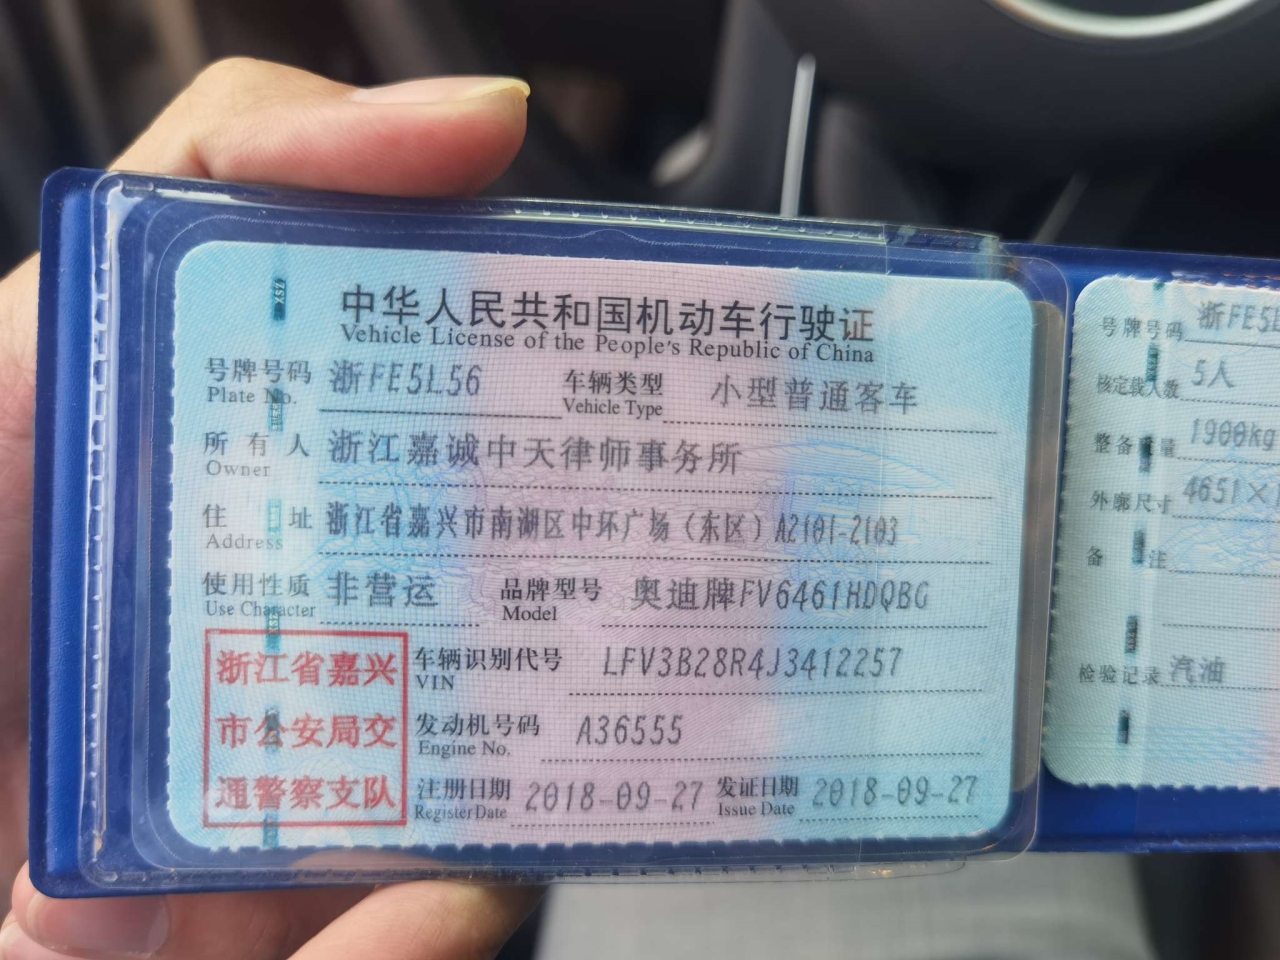 中华人民共和国机动车行驶证
Vehicle License of the People's Republic of China
号牌号码 浙FE5L56 车辆类型 小型普通客车
Plate No. Vehicle Type
所有人 浙江嘉诚中天律师事务所
Owner
住址 浙江省嘉兴市南湖区中环广场（东区）A2101-2103
Address
使用性质 非营运 品牌型号 奥迪牌FV6461HDQBG
Use Character Model
浙江省嘉兴
市公安局交
通警察支队
车辆识别代号 LFV3B28R4J3412257
VIN
发动机号码 A36555
Engine No.
注册日期 2018-09-27 发证日期 2018-09-27
Register Date Issue Date
号牌号码 浙FE5L
核定载人数 5人
整备质量 1900kg
外廓尺寸 4651×
备注
检验记录 汽油